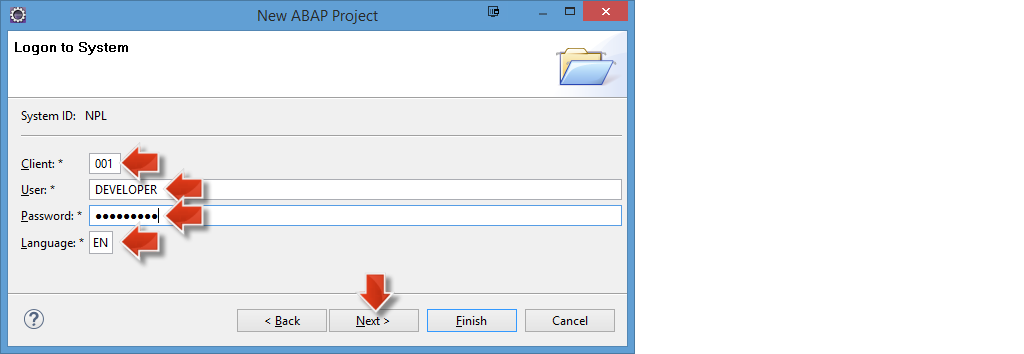 New ABAP Project
Logon to System
System ID: NPL
Client: * 001
User: * DEVELOPER
Password: * ●●●●●●●●●
Language: * EN
< Back Next > Finish Cancel